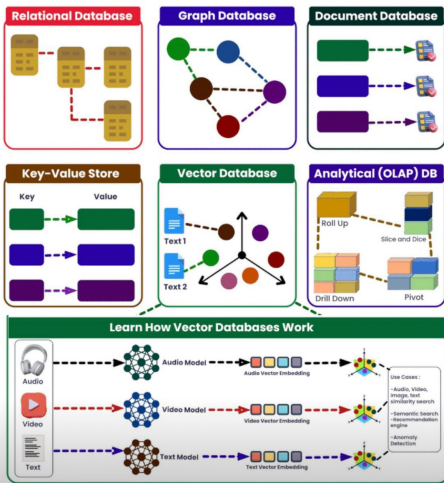 Relational Database
Graph Database
Document Database
Key-Value Store
Key
Value
Vector Database
Text 1
Text 2
Analytical (OLAP) DB
Roll Up
Slice and Dice
Drill Down
Pivot
Learn How Vector Databases Work
Audio
Audio Model
Audio Vector Embedding
Video
Video Model
Video Vector Embedding
Text
Text Model
Text Vector Embedding
Use Cases:
-Audio, Video,
image, text
similarity search
-Semantic Search
-Recommendation
engine
-Anomaly
Detection